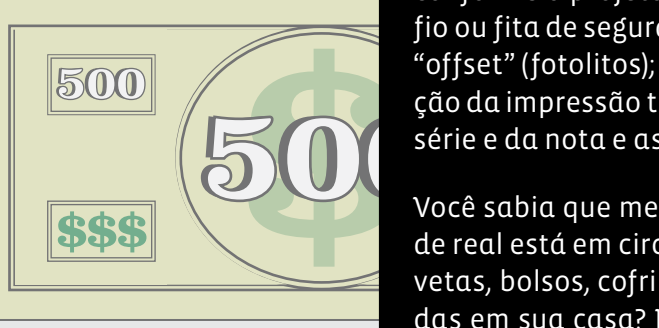 500
$$$
$
500
fio ou fita de segur
“offset” (fotolitos);
ção da impressão t
série e da nota e as
Você sabia que me
de real está em circ
vetas, bolsos, cofri
das em sua casa?